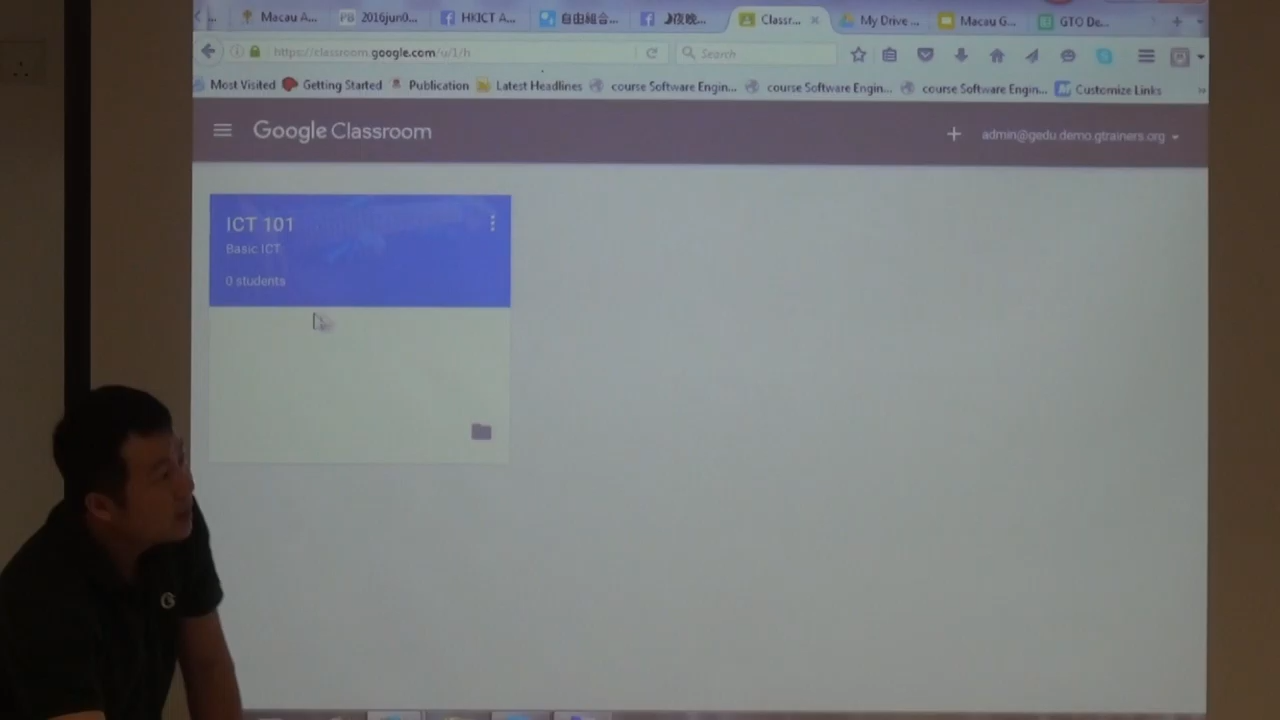 ... Macau A... 2016jun0... HKICT A... 自由組合... 夜晚... Classr... My Drive ... Macau G... GTO De...
https://classroom.google.com/u/1/h Search
Most Visited Getting Started Publication Latest Headlines course Software Engin... course Software Engin... course Software Engin... Customize Links
Google Classroom + admin@gedu.demo.gtrainers.org
ICT 101
Basic ICT
0 students